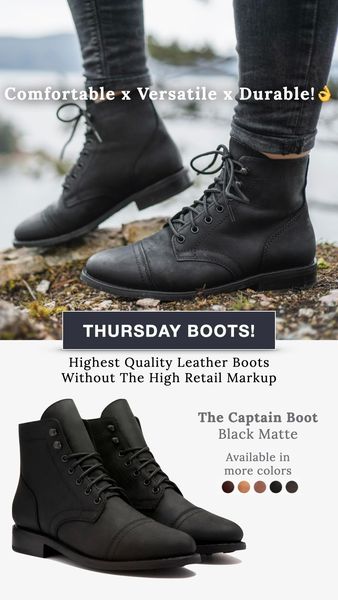 Comfortable x Versatile x Durable!👌
THURSDAY BOOTS!
Highest Quality Leather Boots
Without The High Retail Markup
The Captain Boot
Black Matte
Available in
more colors